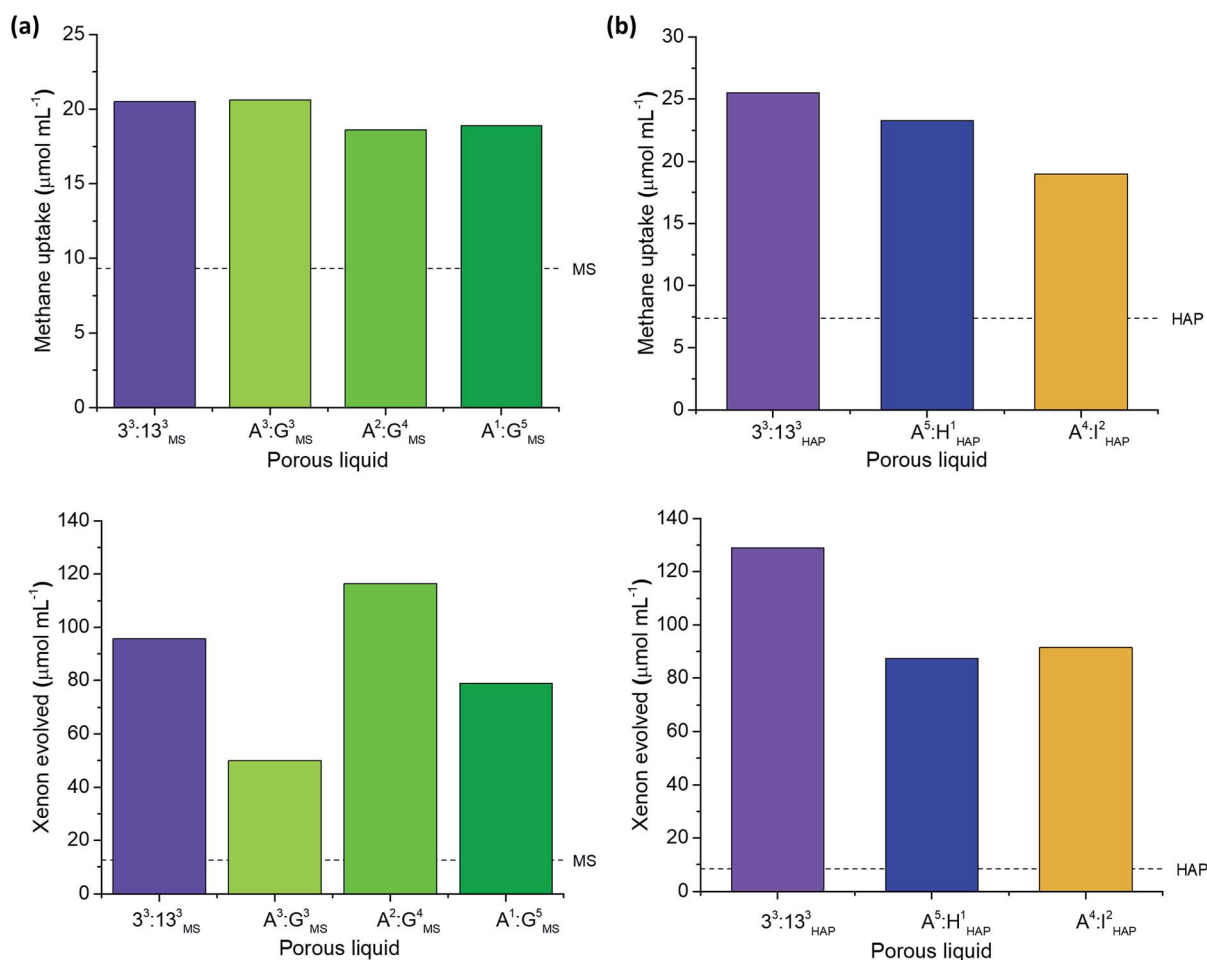 (a)
25
20
15
10
5
0
Methane uptake (μmol mL⁻¹)
MS
3³:13³MS
A³:G³MS
A²:G⁴MS
A¹:G⁵MS
Porous liquid
(b)
30
25
20
15
10
5
0
Methane uptake (μmol mL⁻¹)
HAP
3³:13³HAP
A⁵:H¹HAP
A⁴:I²HAP
Porous liquid
140
120
100
80
60
40
20
0
Xenon evolved (μmol mL⁻¹)
MS
3³:13³MS
A³:G³MS
A²:G⁴MS
A¹:G⁵MS
Porous liquid
140
120
100
80
60
40
20
0
Xenon evolved (μmol mL⁻¹)
HAP
3³:13³HAP
A⁵:H¹HAP
A⁴:I²HAP
Porous liquid